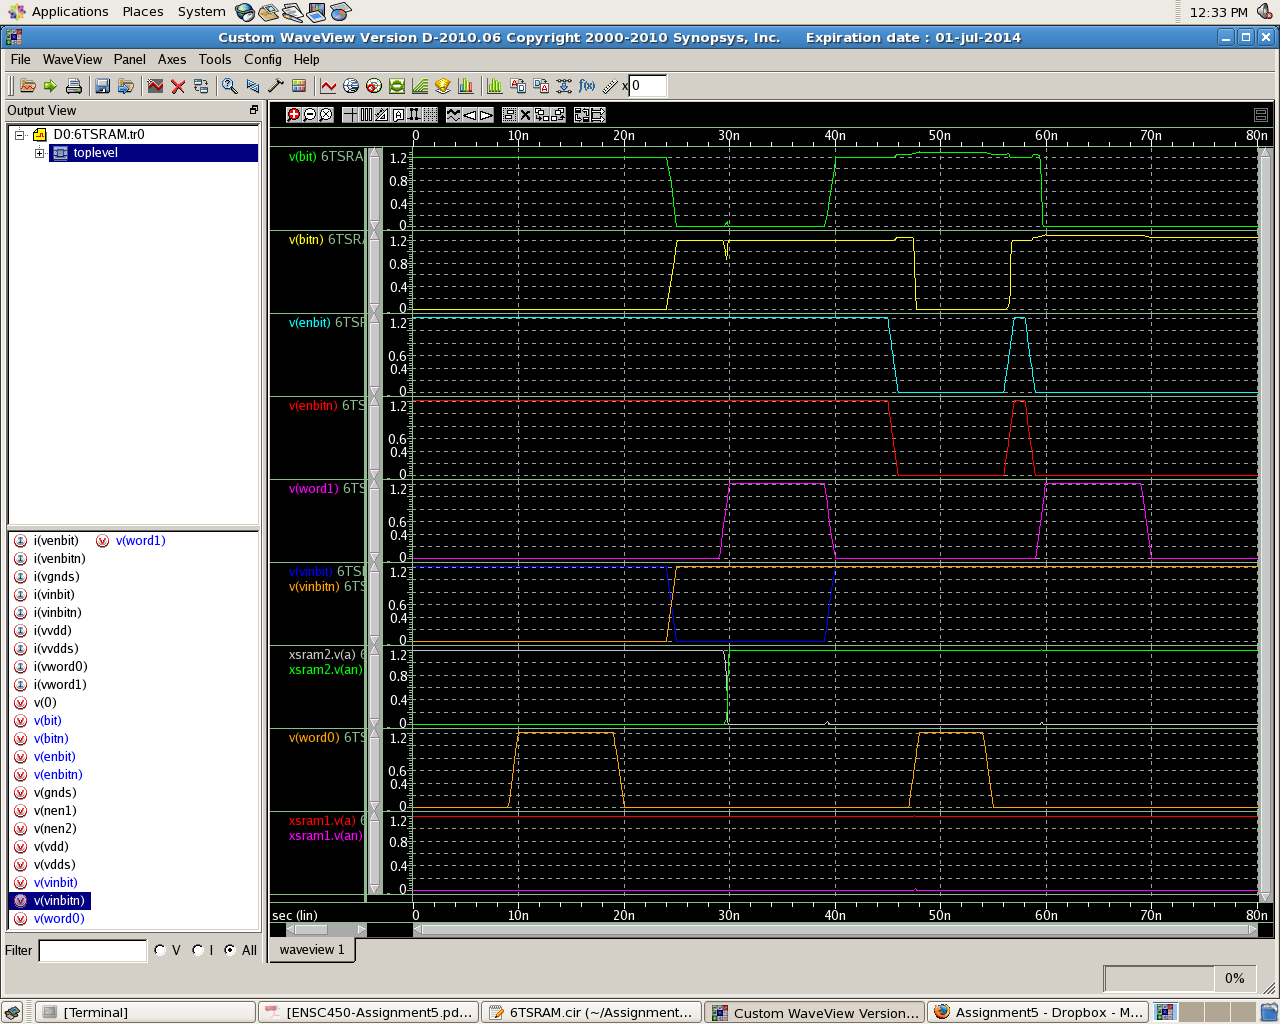 Applications Places System 12:33 PM
Custom WaveView Version D-2010.06 Copyright 2000-2010 Synopsys, Inc. Expiration date : 01-jul-2014
File WaveView Panel Axes Tools Config Help
f(x) x 0
Output View
D0:6TSRAM.tr0
toplevel
0 10n 20n 30n 40n 50n 60n 70n 80n
v(bit) 6TSRA
1.2
0.8
0.4
0
v(bitn) 6TSR
1.2
0.8
0.4
0
v(enbit) 6TSF
1.2
0.6
0.4
0
v(enbitn) 6TS
1.2
0.6
0.4
0
v(word1) 6TS
1.2
0.6
0.4
0
v(vinbit) 6TSI
v(vinbitn) 6TS
1.2
0.6
0.4
0
xsram2.v(a) 6
xsram2.v(an)
1.2
0.8
0.4
0
v(word0) 6TS
1.2
0.6
0.4
0
xsram1.v(a) 6
xsram1.v(an)
1.2
0.8
0.4
0
sec (lin) 0 10n 20n 30n 40n 50n 60n 70n 80n
waveview 1
i(venbit) v(word1)
i(venbitn)
i(vgnds)
i(vinbit)
i(vinbitn)
i(vvdd)
i(vvdds)
i(vword0)
i(vword1)
v(0)
v(bit)
v(bitn)
v(enbit)
v(enbitn)
v(gnds)
v(nen1)
v(nen2)
v(vdd)
v(vdds)
v(vinbit)
v(vinbitn)
v(word0)
Filter V I All
0%
[Terminal] [ENSC450-Assignment5.pd... 6TSRAM.cir (~/Assignment... Custom WaveView Version... Assignment5 - Dropbox - M...